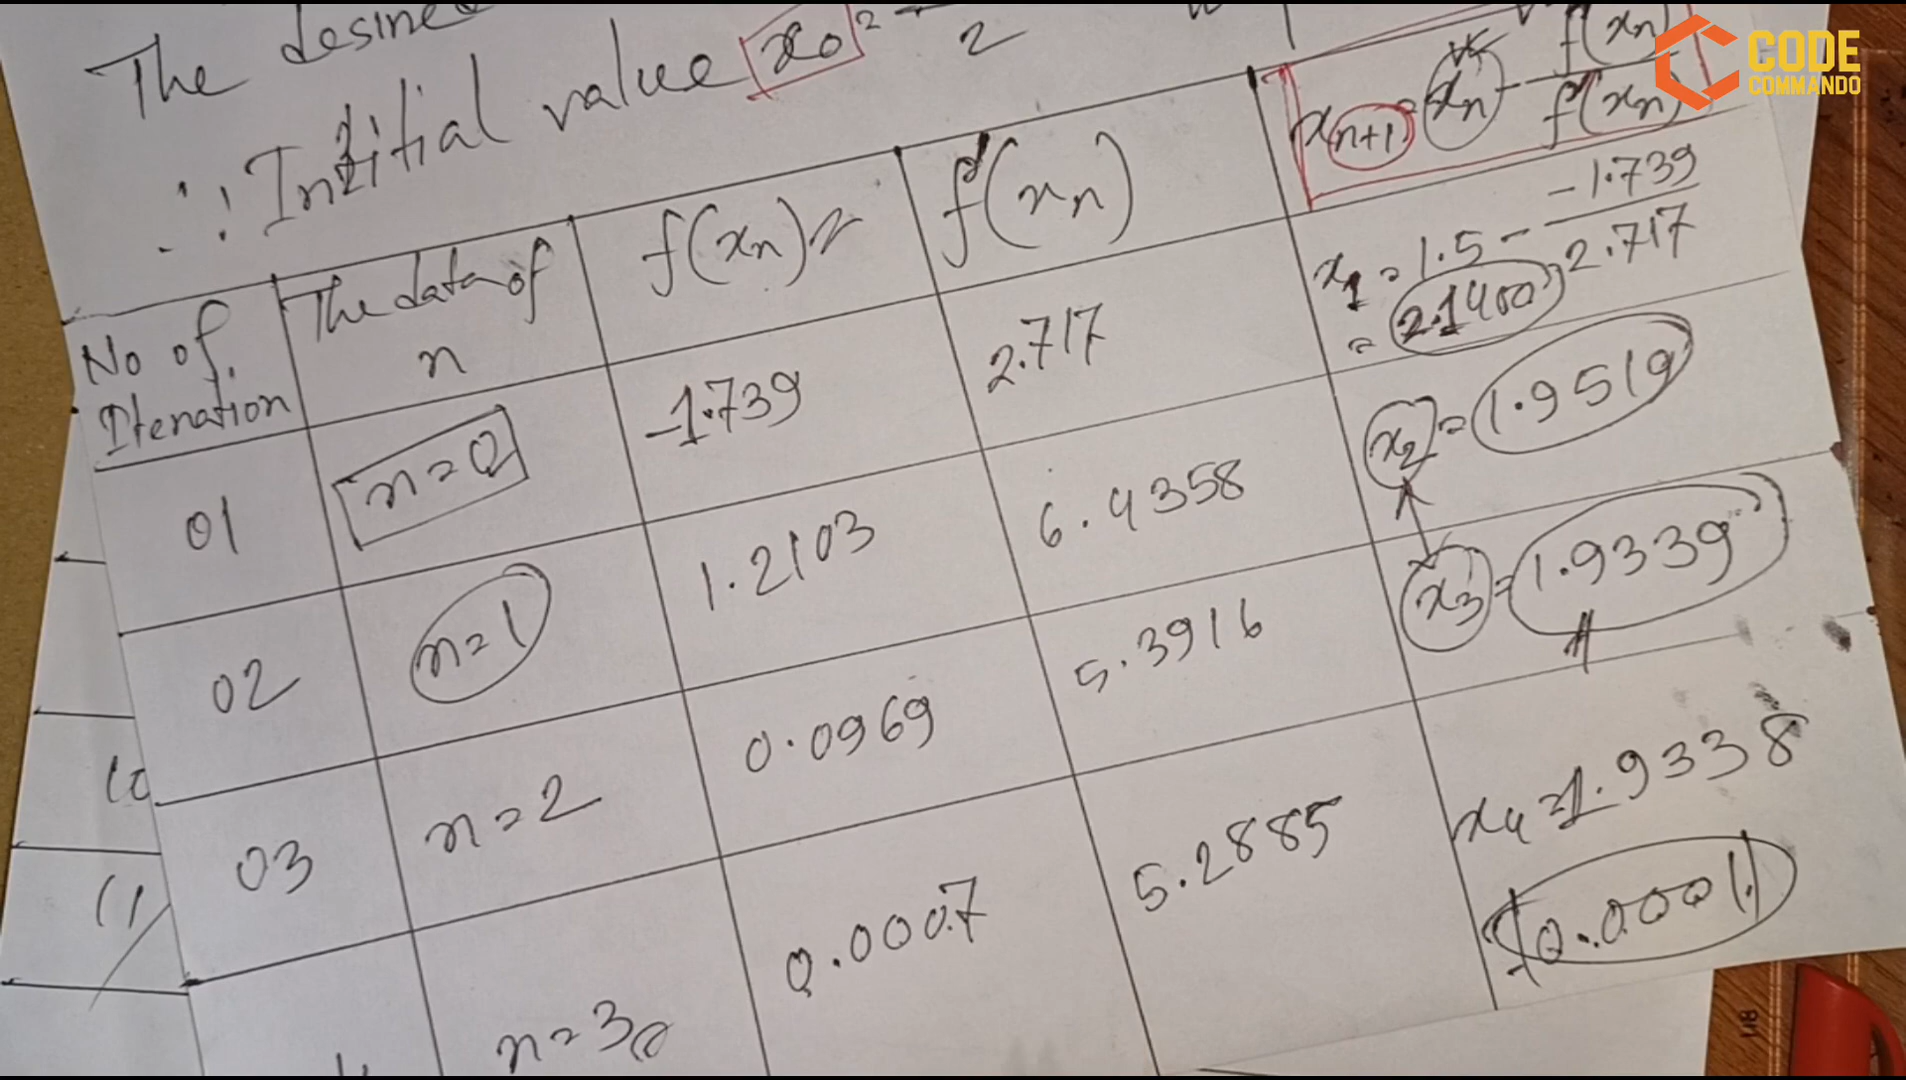 The desired
∴ Initial value x₀ =
2
No of. Iteration
The data of n
f(xₙ) =
f'(xₙ)
xₙ₊₁ = xₙ - f(xₙ) / f'(xₙ)
01
n = 0
-1.739
2.717
x₁ = 1.5 - -1.739 / 2.717
= 2.1400
02
n = 1
1.2103
6.4358
x₂ = 1.9519
03
n = 2
0.0969
5.3916
x₃ = 1.9339
n = 3
0.0007
5.2885
x₄ = 1.9338
0.0001
CODE
COMMANDO